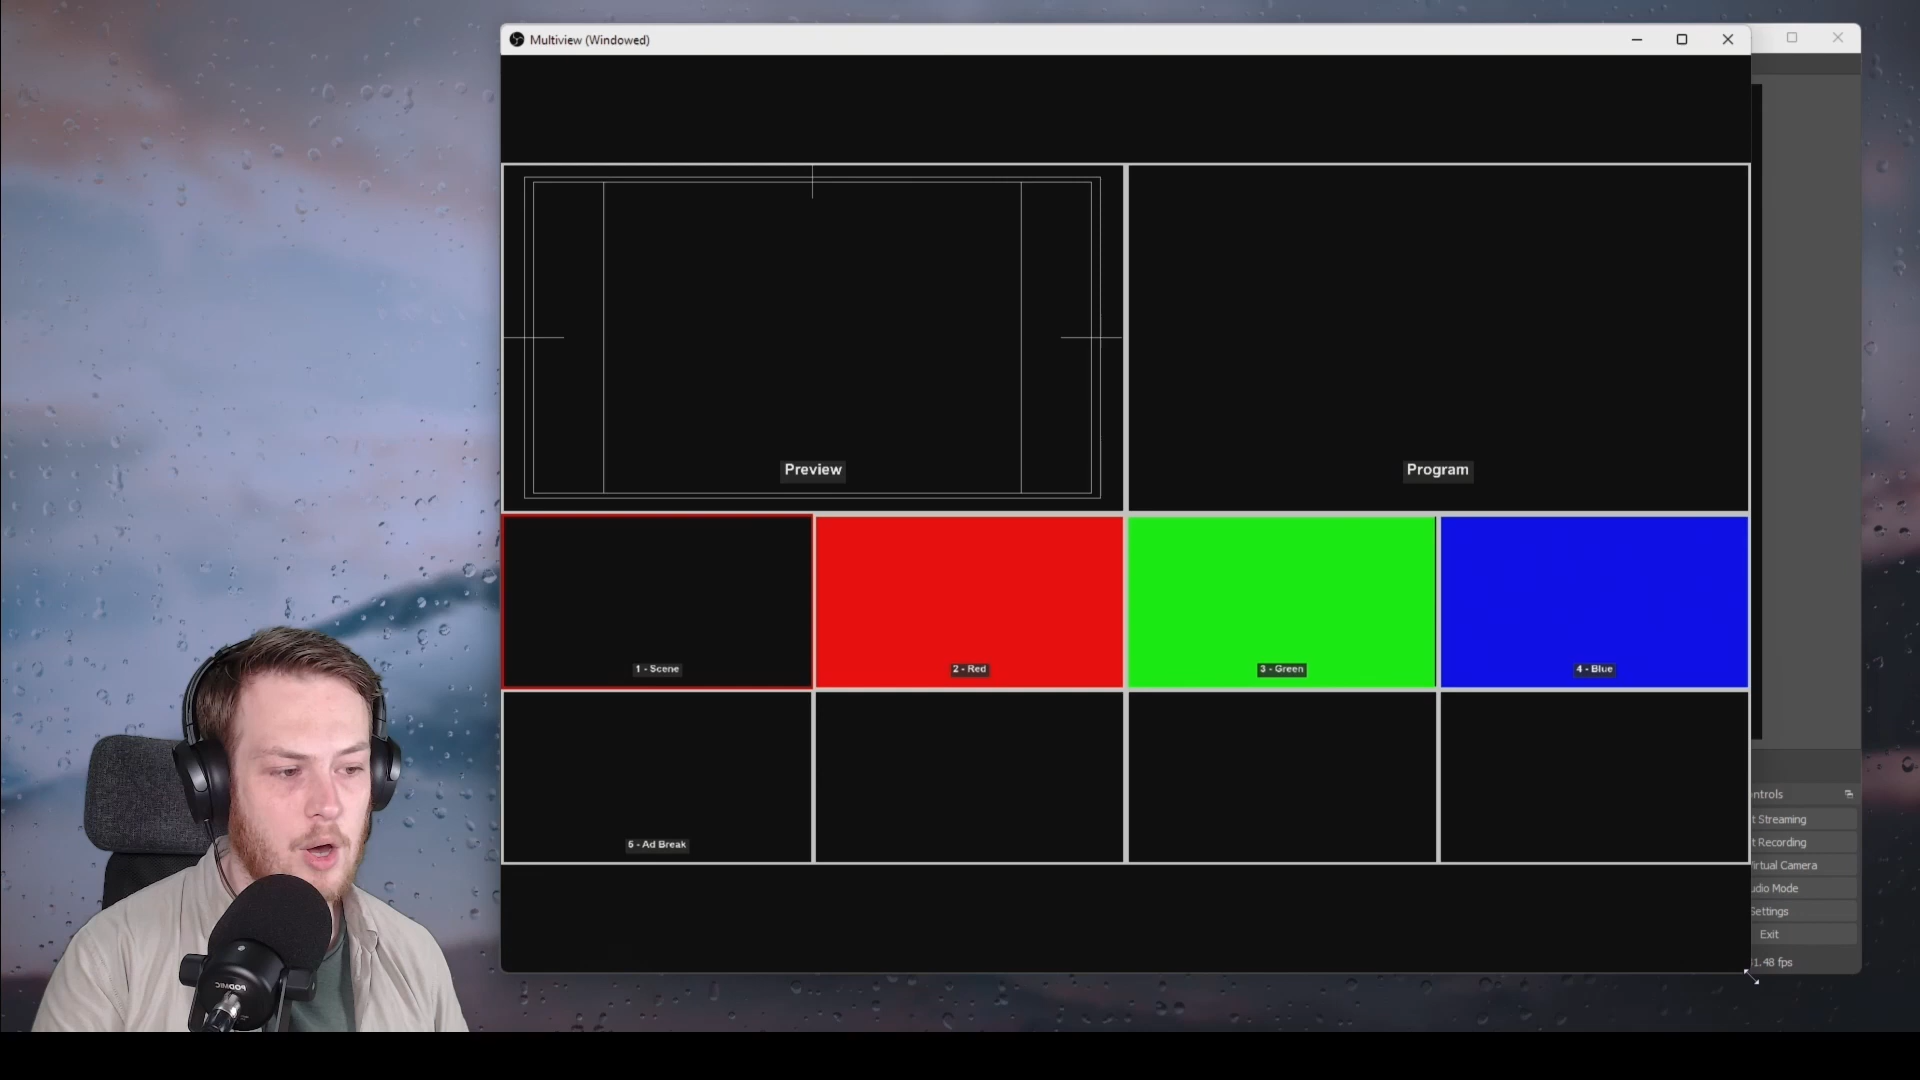 Multiview (Windowed)
Preview
Program
1 - Scene
2 - Red
3 - Green
4 - Blue
5 - Ad Break
ntrols
t Streaming
t Recording
irtual Camera
udio Mode
Settings
Exit
1.48 fps
PODMIC